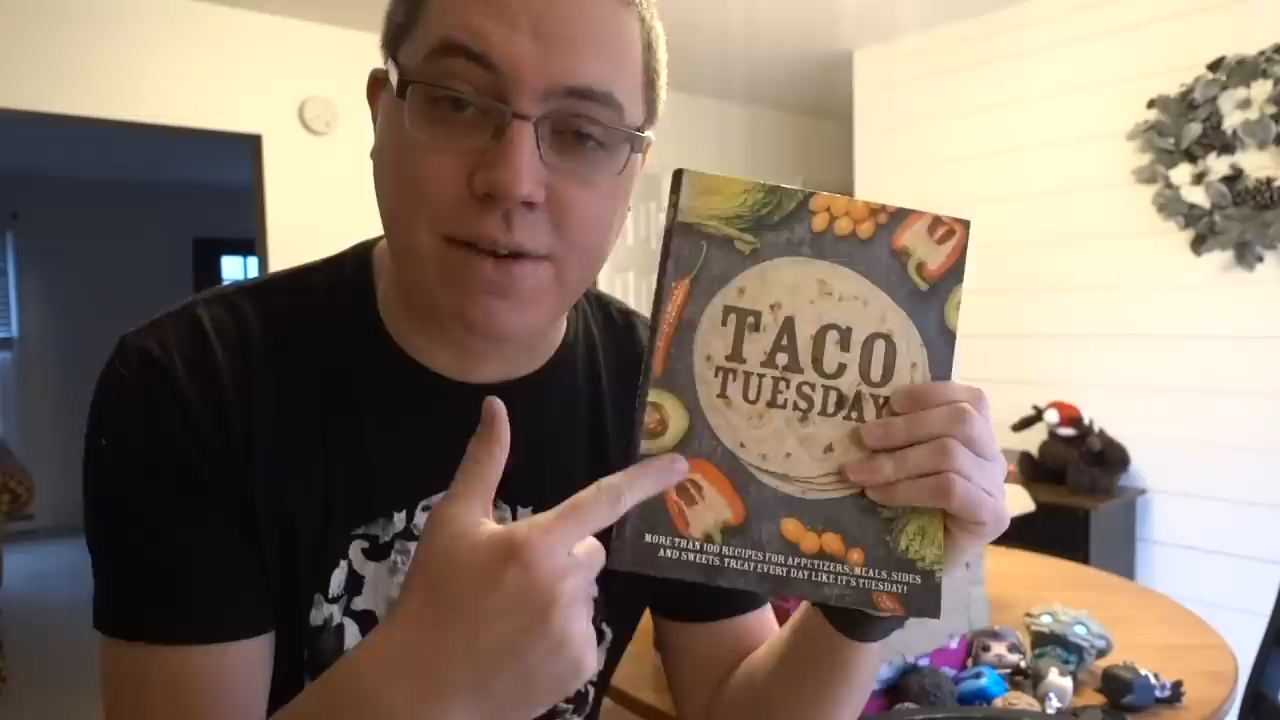 TACO
TUESDAY
MORE THAN 100 RECIPES FOR APPETIZERS, MEALS, SIDES
AND SWEETS. TREAT EVERY DAY LIKE IT'S TUESDAY!